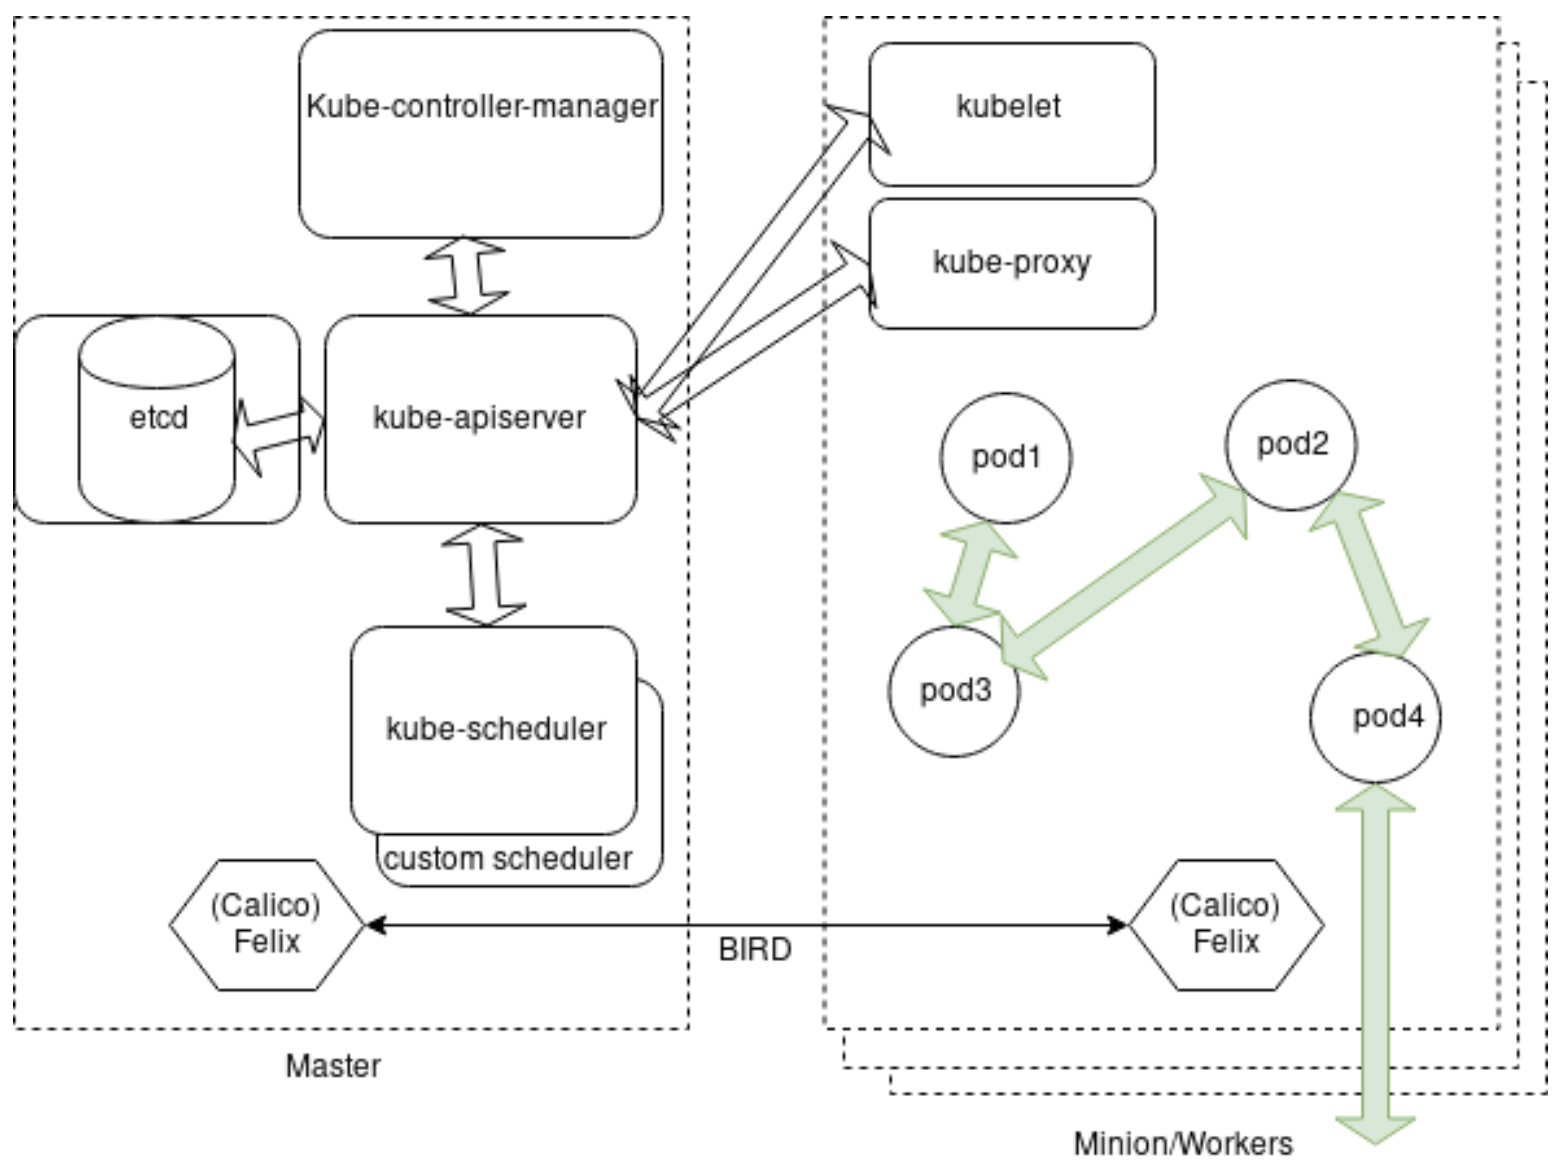 Kube-controller-manager
etcd
kube-apiserver
kube-scheduler
custom scheduler
(Calico)
Felix
Master
BIRD
kubelet
kube-proxy
pod1
pod2
pod3
pod4
(Calico)
Felix
Minion/Workers